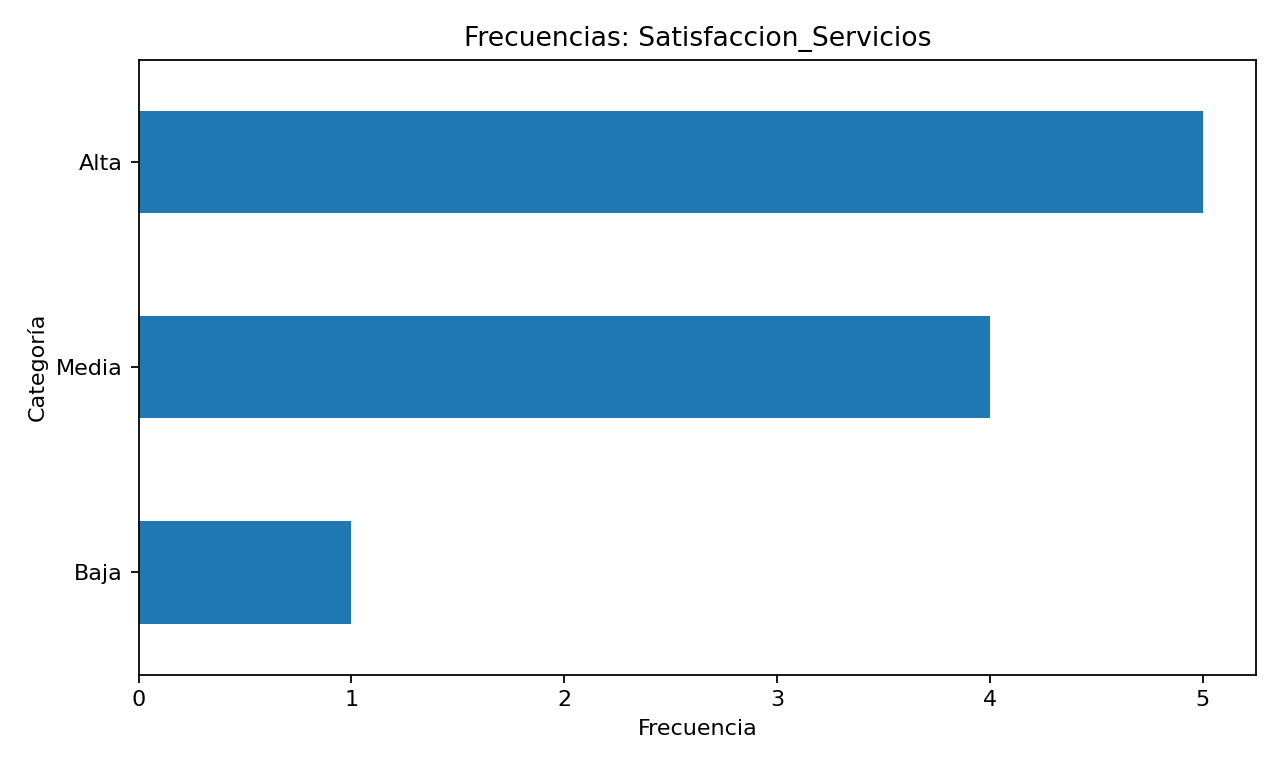 Frecuencias: Satisfaccion_Servicios
Categoría
Alta
Media
Baja
0 1 2 3 4 5
Frecuencia